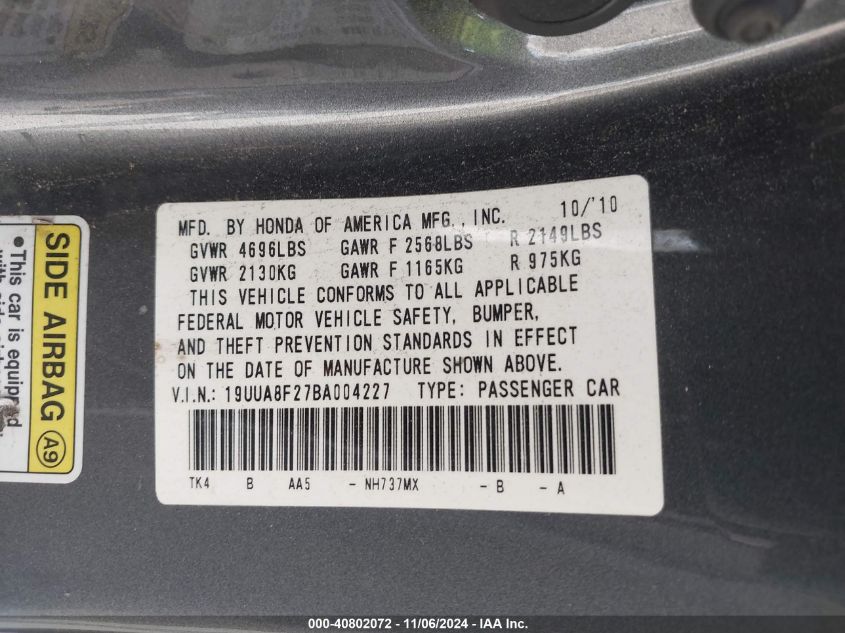 MFD. BY HONDA OF AMERICA MFG., INC. 10/'10
GVWR 4696LBS GAWR F 2568LBS R 2149LBS
GVWR 2130KG GAWR F 1165KG R 975KG
THIS VEHICLE CONFORMS TO ALL APPLICABLE
FEDERAL MOTOR VEHICLE SAFETY, BUMPER,
AND THEFT PREVENTION STANDARDS IN EFFECT
ON THE DATE OF MANUFACTURE SHOWN ABOVE.
V.I.N.: 19UUA8F27BA004227 TYPE: PASSENGER CAR
TK4 B AA5 - NH737MX - B - A
SIDE AIRBAG A9
• This car is equipped
with side
000-40802072 - 11/06/2024 - IAA Inc.